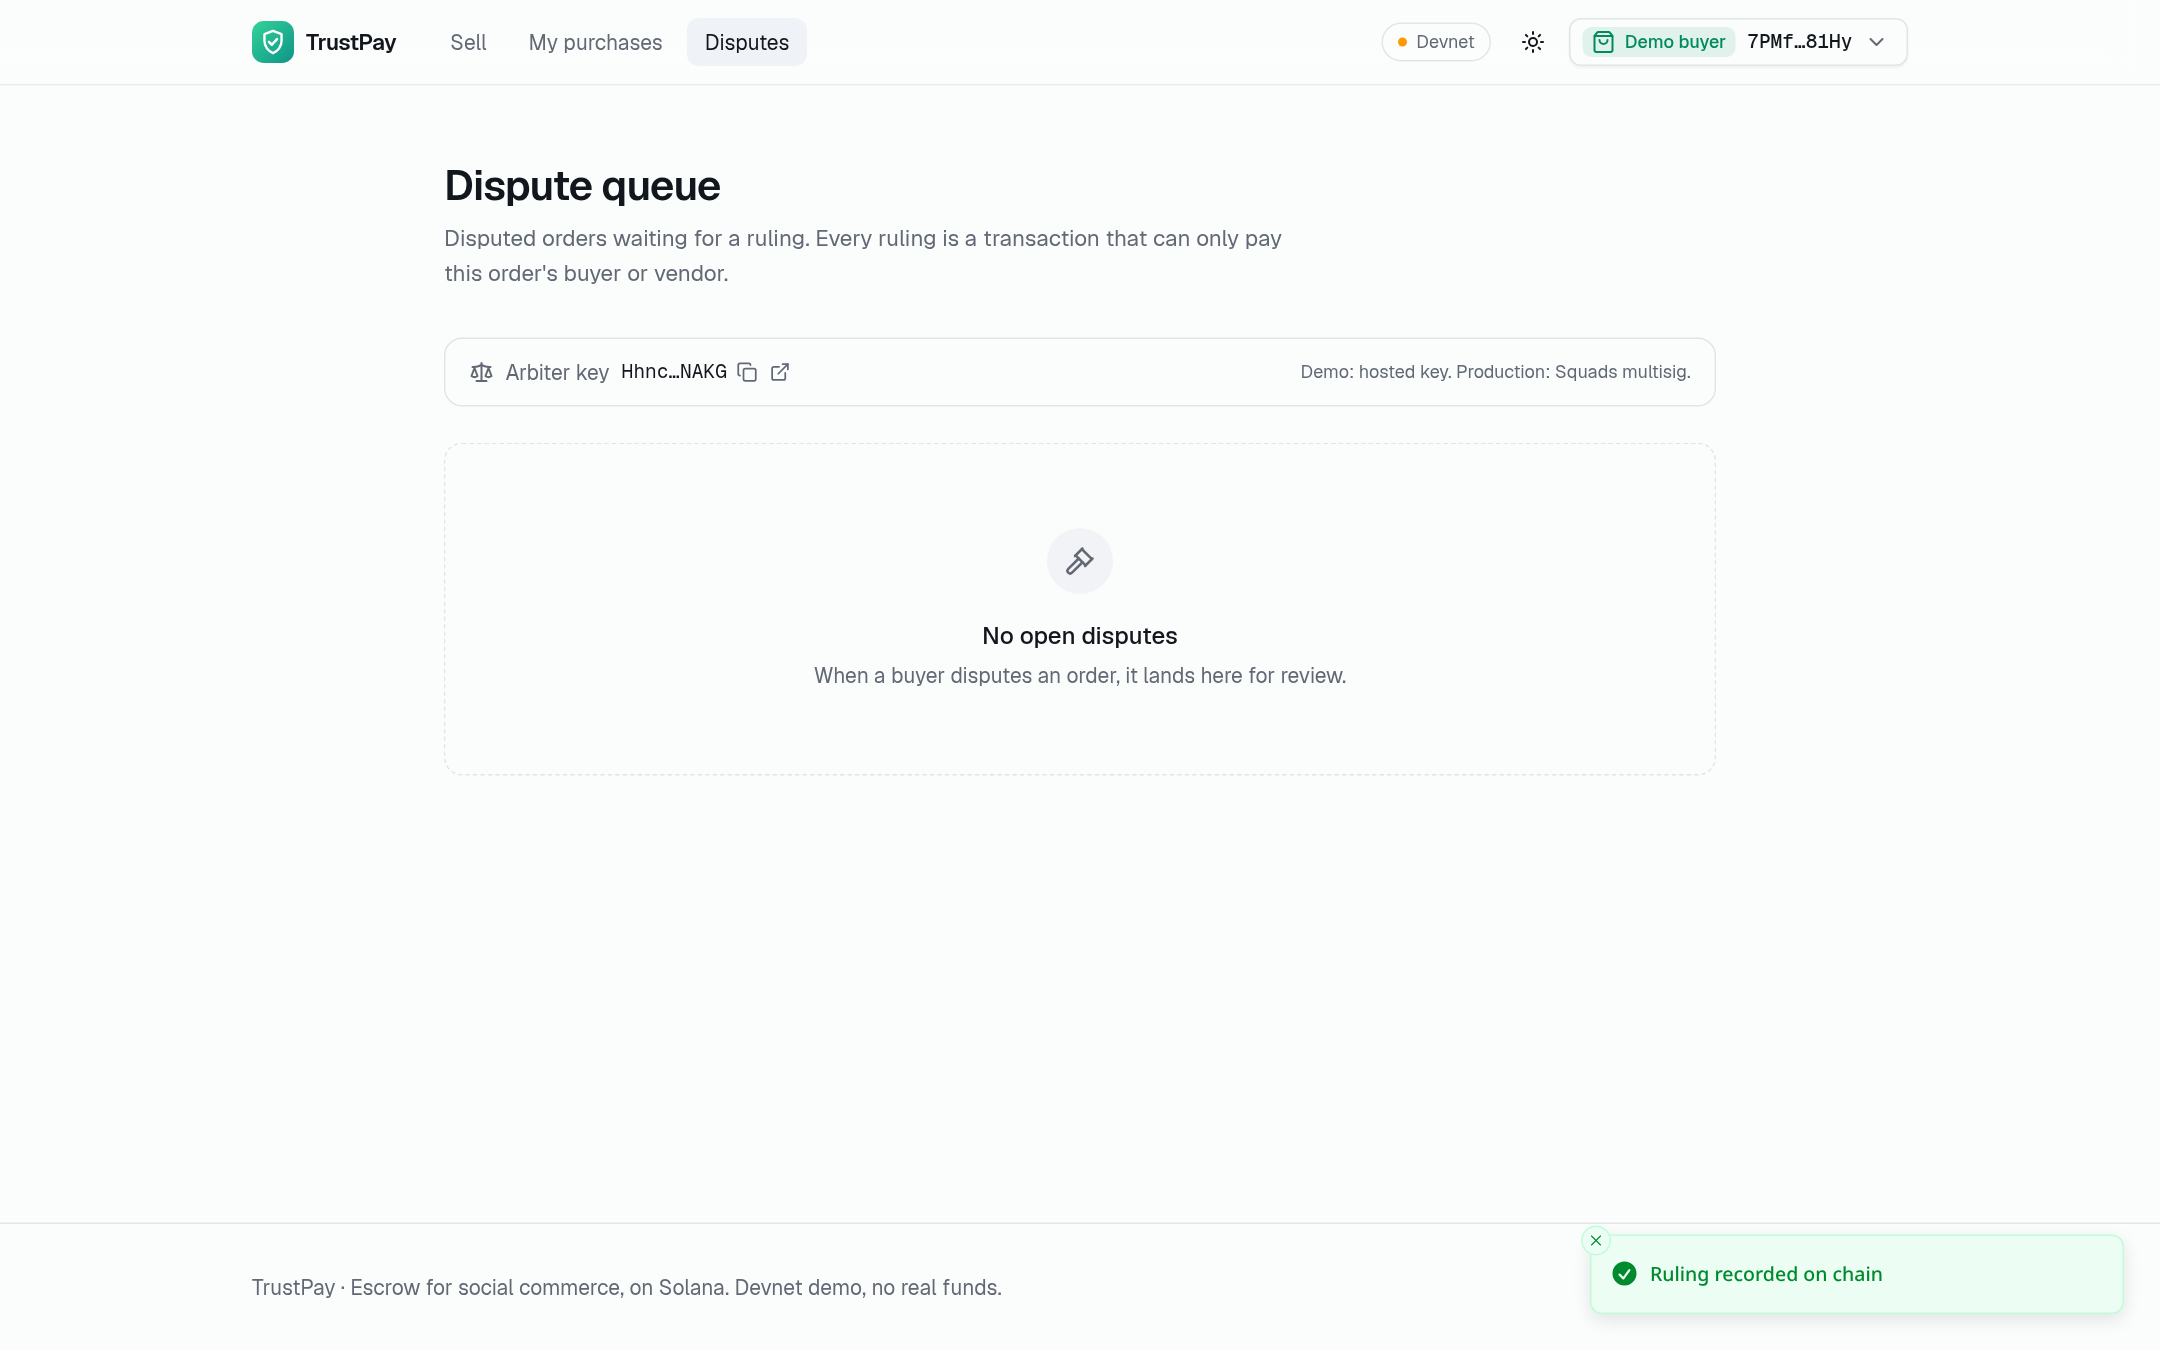 TrustPay
Sell
My purchases
Disputes
Devnet
Demo buyer
7PMf…81Hy
Dispute queue
Disputed orders waiting for a ruling. Every ruling is a transaction that can only pay
this order's buyer or vendor.
Arbiter key
Hhnc…NAKG
Demo: hosted key. Production: Squads multisig.
No open disputes
When a buyer disputes an order, it lands here for review.
TrustPay · Escrow for social commerce, on Solana. Devnet demo, no real funds.
Ruling recorded on chain